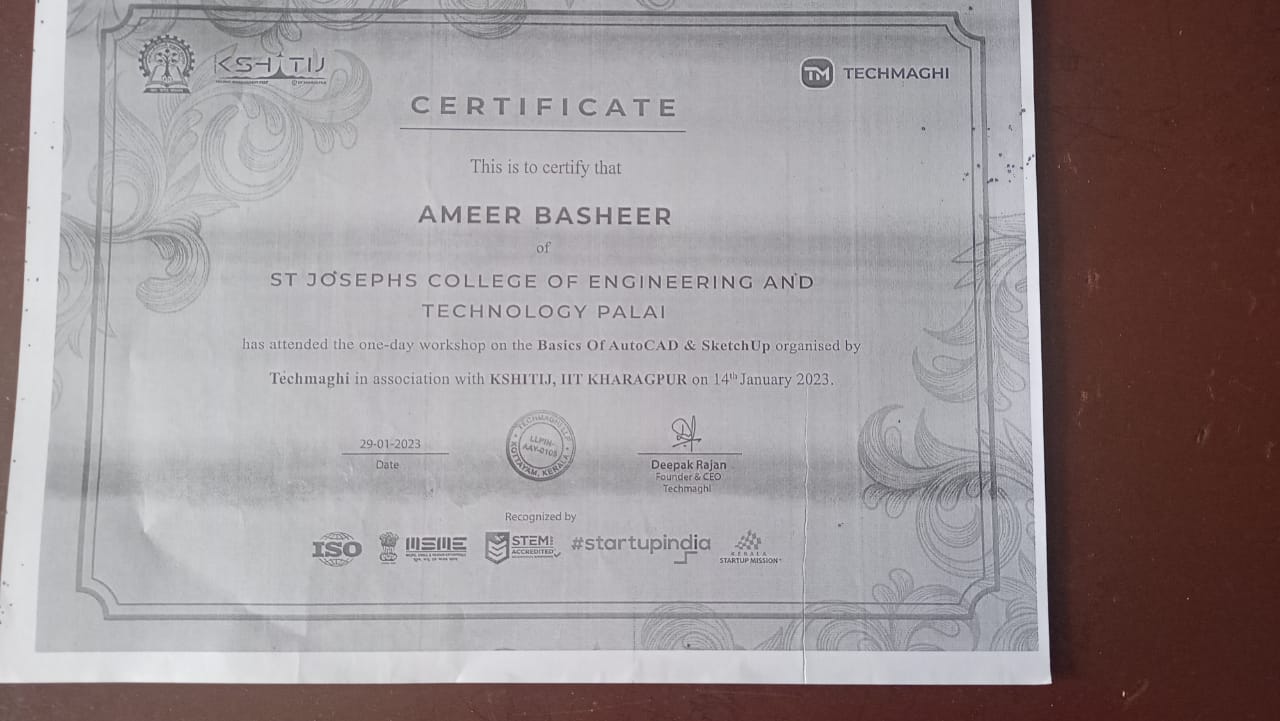 KSHITIJ
TECHMAGHI
CERTIFICATE
This is to certify that
AMEER BASHEER
of
ST JOSEPHS COLLEGE OF ENGINEERING AND
TECHNOLOGY PALAI
has attended the one-day workshop on the Basics Of AutoCAD & SketchUp organised by
Techmaghi in association with KSHITIJ, IIT KHARAGPUR on 14th January 2023.
29-01-2023
Date
TECHMAGHI LLP
LLPIN-
AAY-0105
KOTTAYAM, KERALA
Deepak Rajan
Founder & CEO
Techmaghi
Recognized by
ISO
MSME
STEM
ACCREDITED
#startupindia
KERALA
STARTUP MISSION